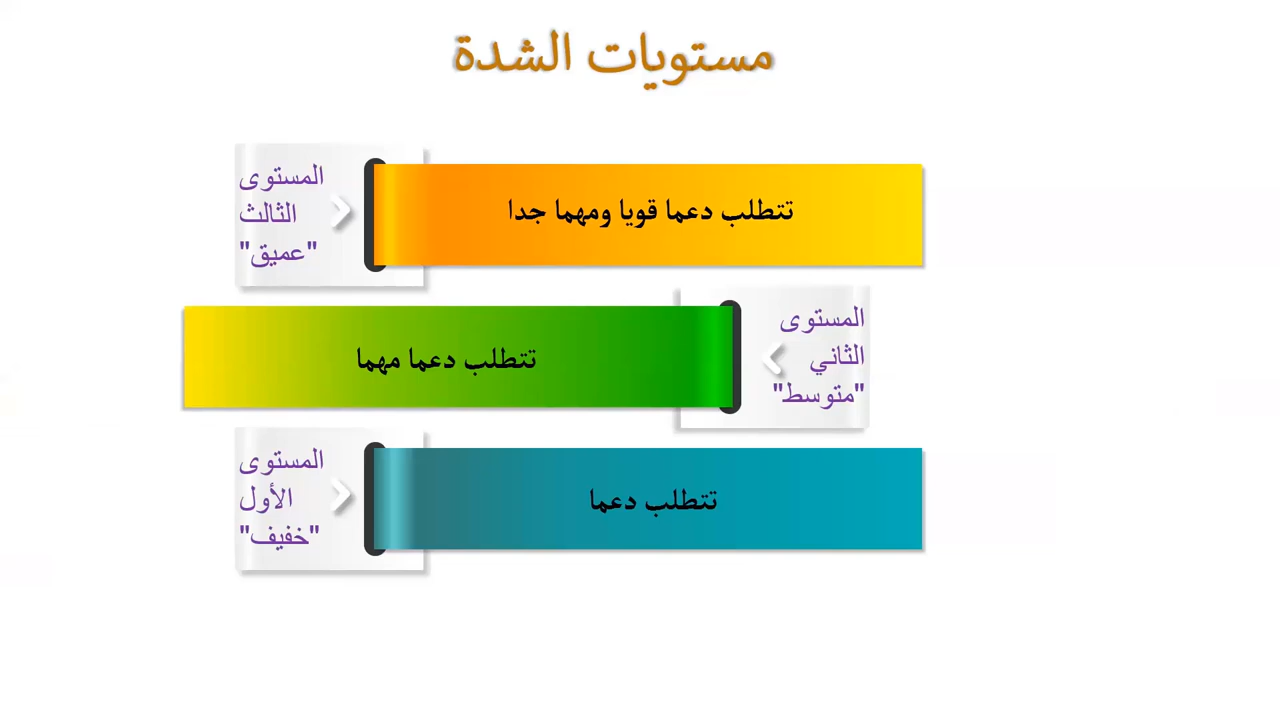 مستويات الشدة
المستوى
الثالث
"عميق"
تتطلب دعما قويا ومهما جدا
المستوى
الثاني
"متوسط"
تتطلب دعما مهما
المستوى
الأول
"خفيف"
تتطلب دعما